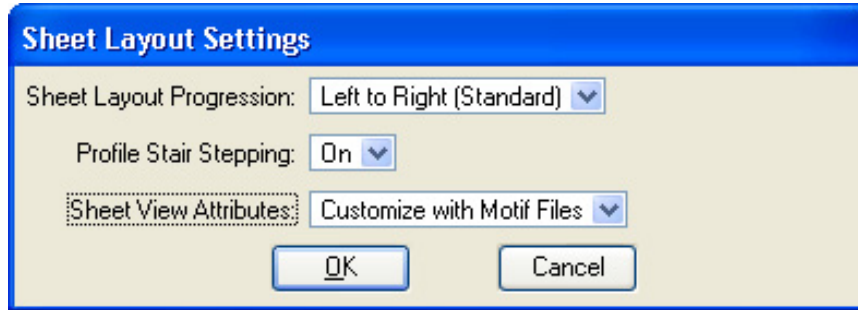 Sheet Layout Settings
Sheet Layout Progression: Left to Right (Standard)
Profile Stair Stepping: On
Sheet View Attributes: Customize with Motif Files
OK Cancel